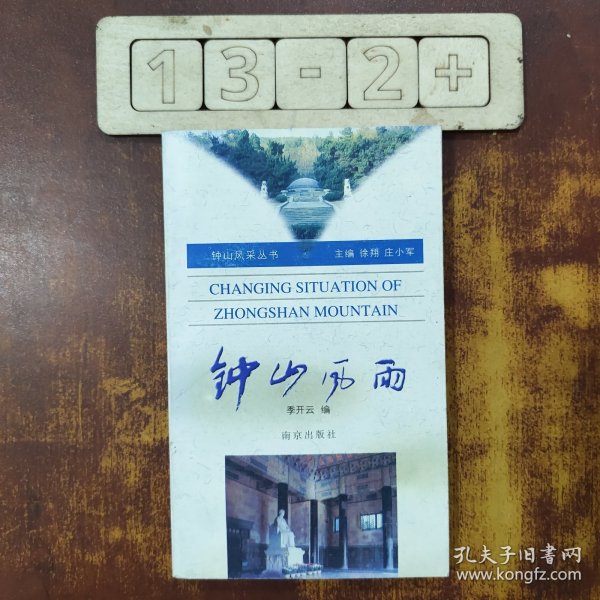 13-2+
钟山风采丛书 主编 徐翔 庄小军
CHANGING SITUATION OF
ZHONGSHAN MOUNTAIN
钟山风雨
季开云 编
南京出版社
孔夫子旧书网
www.kongfz.com